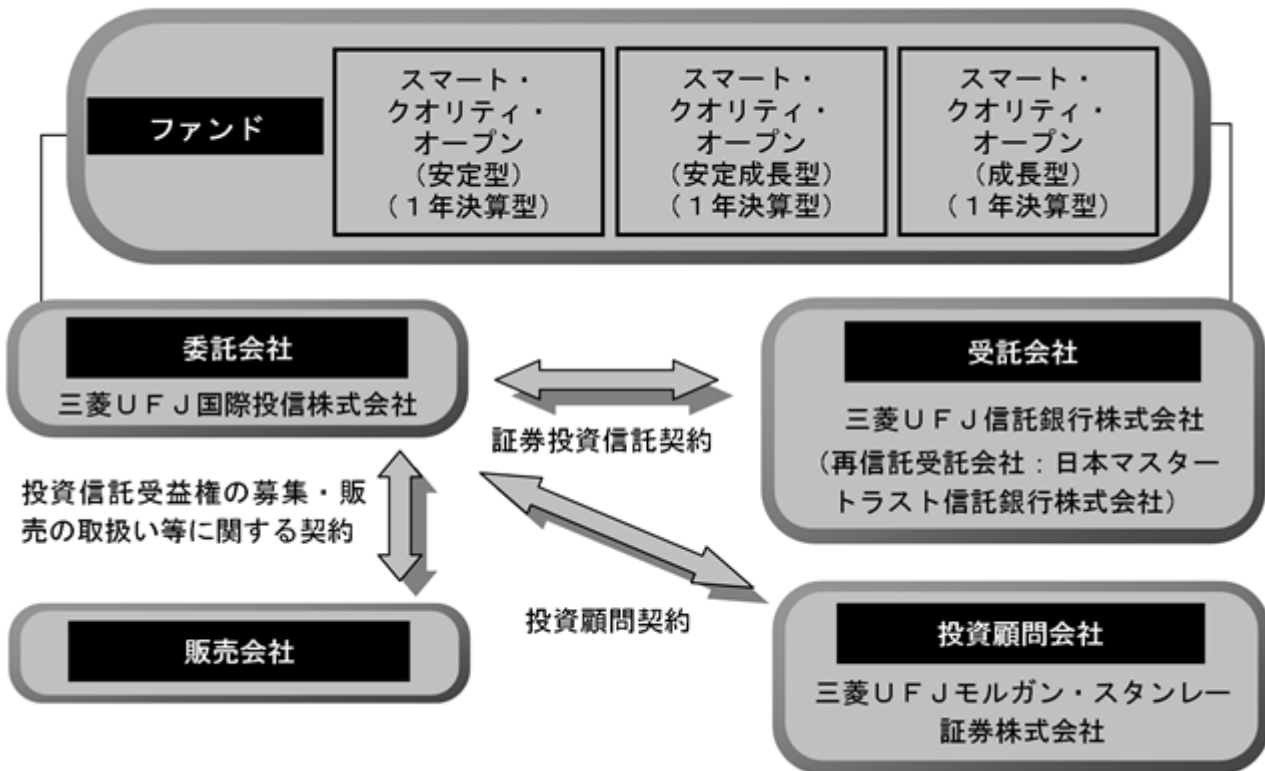 ファンド
スマート・
クオリティ・
オープン
(安定型)
(1年決算型)
スマート・
クオリティ・
オープン
(安定成長型)
(1年決算型)
スマート・
クオリティ・
オープン
(成長型)
(1年決算型)
委託会社
三菱UFJ国際投信株式会社
証券投資信託契約
受託会社
三菱UFJ信託銀行株式会社
(再信託受託会社:日本マスター
トラスト信託銀行株式会社)
投資信託受益権の募集・販
売の取扱い等に関する契約
投資顧問契約
販売会社
投資顧問会社
三菱UFJモルガン・スタンレー
証券株式会社